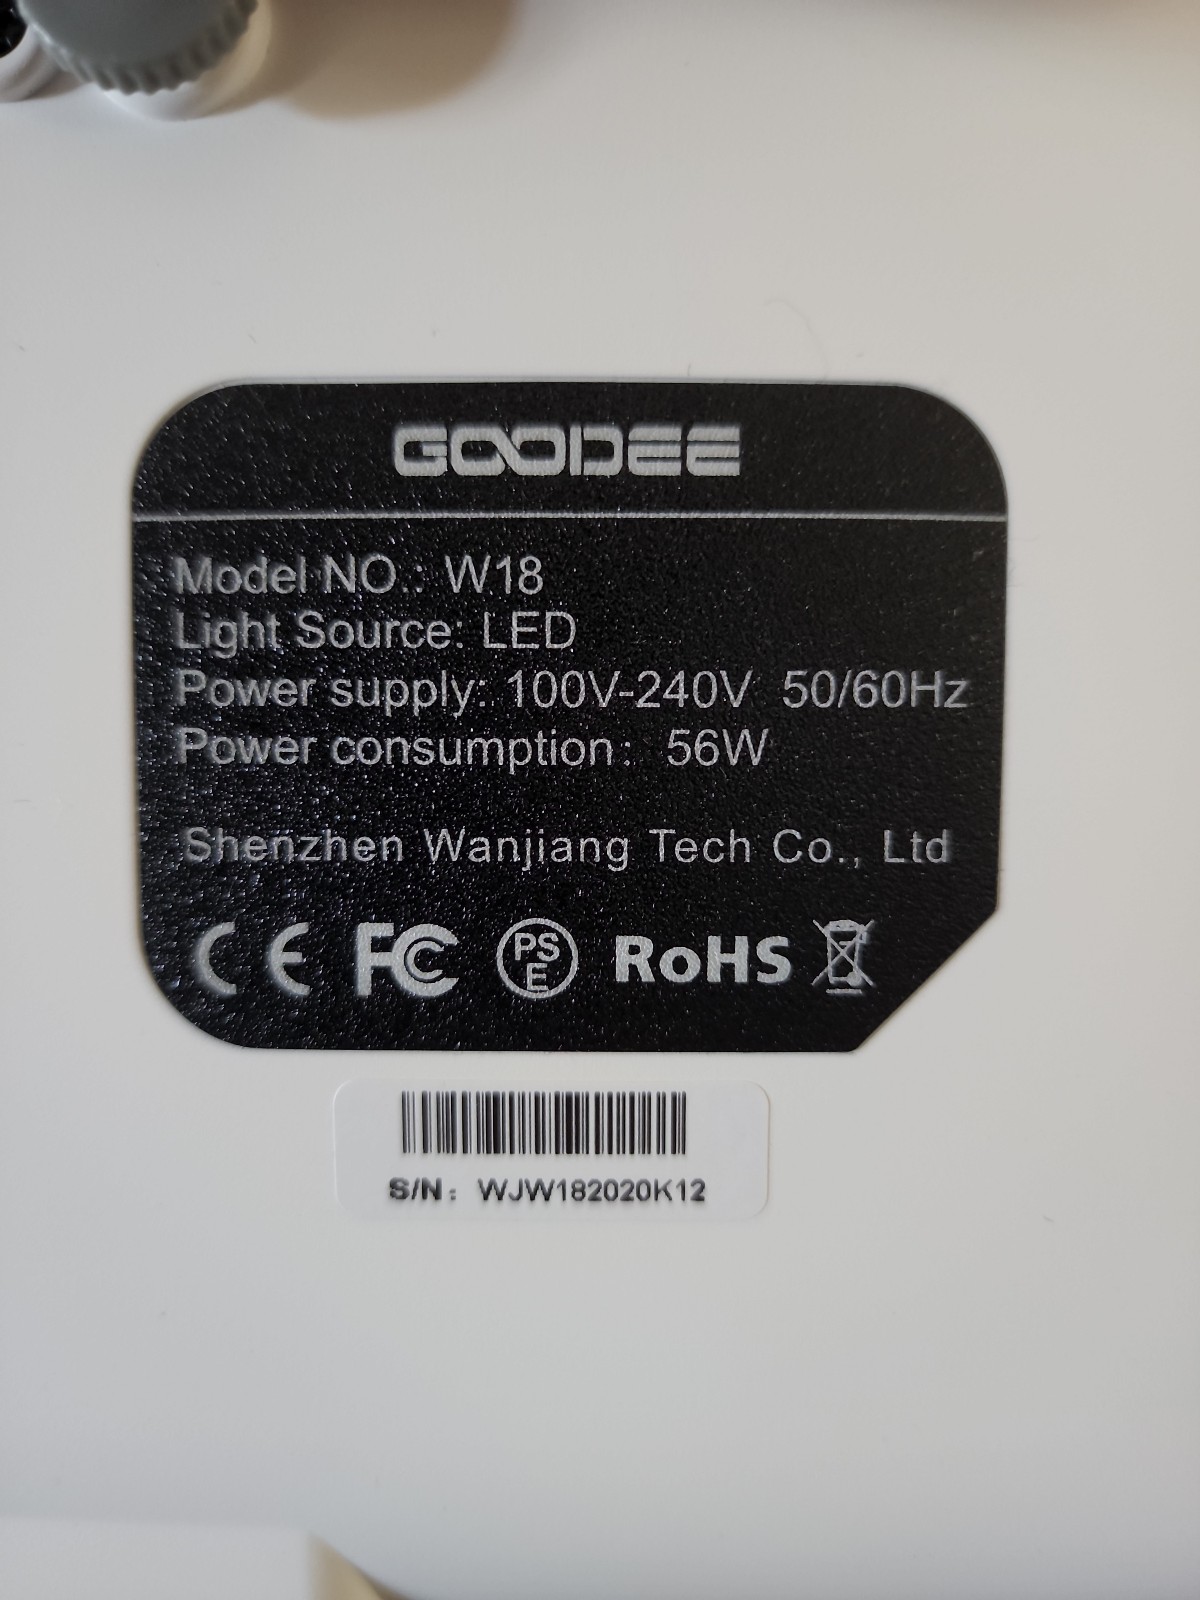 GOODEE
Model NO.: W18
Light Source: LED
Power supply: 100V-240V 50/60Hz
Power consumption: 56W
Shenzhen Wanjiang Tech Co., Ltd
CE FC PSE RoHS
S/N: WJW182020K12